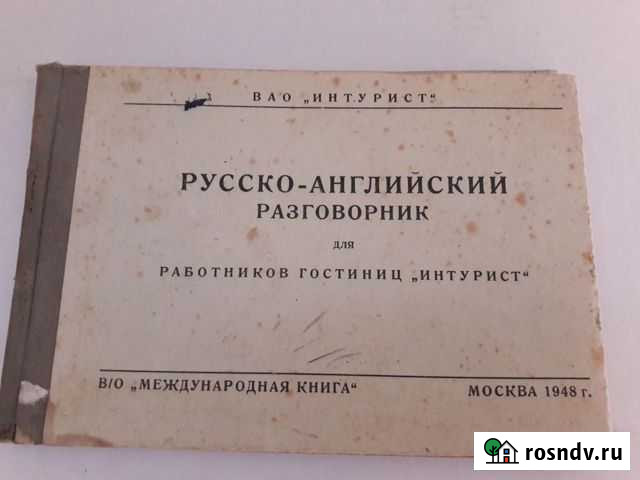 ВАО „ИНТУРИСТ“
РУССКО-АНГЛИЙСКИЙ
РАЗГОВОРНИК
для
РАБОТНИКОВ ГОСТИНИЦ „ИНТУРИСТ“
В/О „МЕЖДУНАРОДНАЯ КНИГА“ МОСКВА 1948 г.
rosndv.ru